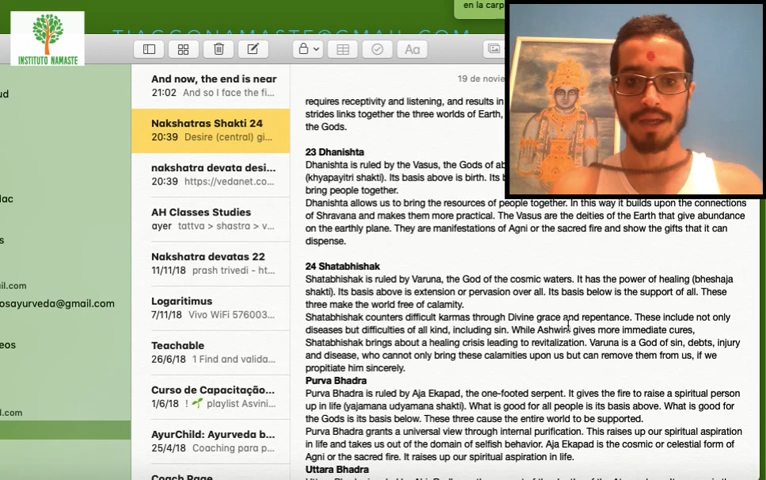 en la carp
TIAGGONAMASTE@GMAIL.COM
INSTITUTO NAMASTE
ud
lac
s
il.com
osayurveda@gmail.com
eos
l.com
And now, the end is near
21:02 And so I face the fi...
Nakshatras Shakti 24
20:39 Desire (central) gi...
nakshatra devata desi...
20:39 https://vedanet.co...
AH Classes Studies
ayer tattva > shastra > v...
Nakshatra devatas 22
11/11/18 prash trivedi - ht...
Logaritimus
7/11/18 Vivo WiFi 576003...
Teachable
26/6/18 1 Find and valida...
Curso de Capacitação...
1/6/18 ! 🌱 playlist Asvini...
AyurChild: Ayurveda b...
25/4/18 Coaching para p...
Coach Page
Aa
19 de novie
requires receptivity and listening, and results in
strides links together the three worlds of Earth,
the Gods.
23 Dhanishta
Dhanishta is ruled by the Vasus, the Gods of ab
(khyapayitri shakti). Its basis above is birth. Its b
bring people together.
Dhanishta allows us to bring the resources of people together. In this way it builds upon the connections
of Shravana and makes them more practical. The Vasus are the deities of the Earth that give abundance
on the earthly plane. They are manifestations of Agni or the sacred fire and show the gifts that it can
dispense.
24 Shatabhishak
Shatabhishak is ruled by Varuna, the God of the cosmic waters. It has the power of healing (bheshaja
shakti). Its basis above is extension or pervasion over all. Its basis below is the support of all. These
three make the world free of calamity.
Shatabhishak counters difficult karmas through Divine grace and repentance. These include not only
diseases but difficulties of all kind, including sin. While Ashwini gives more immediate cures,
Shatabhishak brings about a healing crisis leading to revitalization. Varuna is a God of sin, debts, injury
and disease, who cannot only bring these calamities upon us but can remove them from us, if we
propitiate him sincerely.
Purva Bhadra
Purva Bhadra is ruled by Aja Ekapad, the one-footed serpent. It gives the fire to raise a spiritual person
up in life (yajamana udyamana shakti). What is good for all people is its basis above. What is good for
the Gods is its basis below. These three cause the entire world to be supported.
Purva Bhadra grants a universal view through internal purification. This raises up our spiritual aspiration
in life and takes us out of the domain of selfish behavior. Aja Ekapad is the cosmic or celestial form of
Agni or the sacred fire. It raises up our spiritual aspiration in life.
Uttara Bhadra